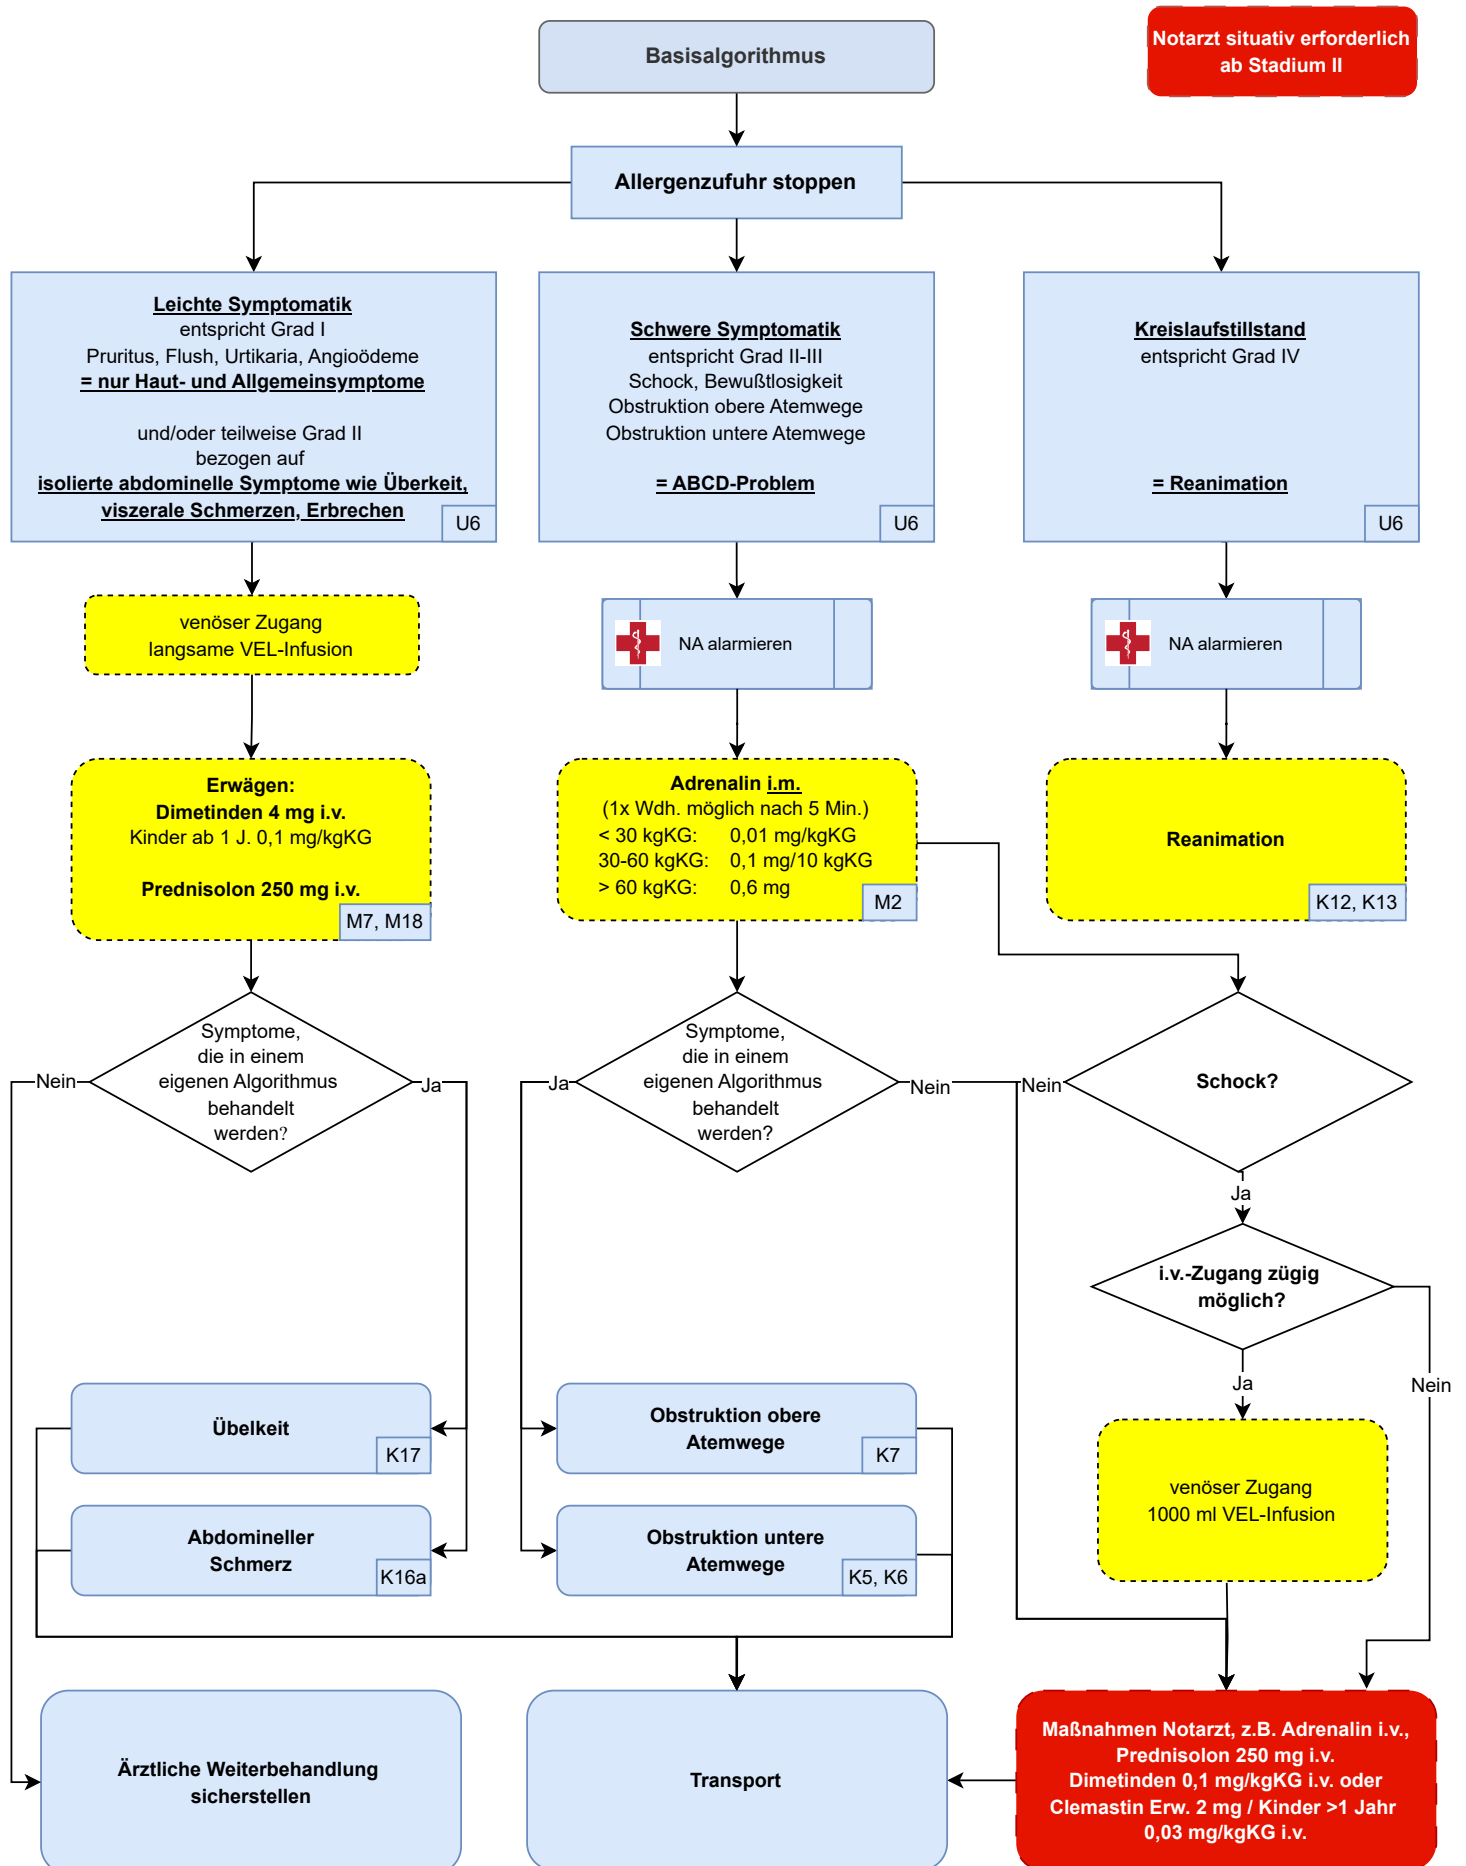 Basisalgorithmus
Notarzt situativ erforderlich
ab Stadium II
Allergenzufuhr stoppen
Leichte Symptomatik
entspricht Grad I
Pruritus, Flush, Urtikaria, Angioödeme
= nur Haut- und Allgemeinsymptome
und/oder teilweise Grad II
bezogen auf
isolierte abdominelle Symptome wie Überkeit,
viszerale Schmerzen, Erbrechen
U6
Schwere Symptomatik
entspricht Grad II-III
Schock, Bewußtlosigkeit
Obstruktion obere Atemwege
Obstruktion untere Atemwege
= ABCD-Problem
U6
Kreislaufstillstand
entspricht Grad IV
= Reanimation
U6
venöser Zugang
langsame VEL-Infusion
NA alarmieren
NA alarmieren
Erwägen:
Dimetinden 4 mg i.v.
Kinder ab 1 J. 0,1 mg/kgKG
Prednisolon 250 mg i.v.
M7, M18
Adrenalin i.m.
(1x Wdh. möglich nach 5 Min.)
< 30 kgKG: 0,01 mg/kgKG
30-60 kgKG: 0,1 mg/10 kgKG
> 60 kgKG: 0,6 mg
M2
Reanimation
K12, K13
Symptome,
die in einem
eigenen Algorithmus
behandelt
werden?
Nein
Ja
Symptome,
die in einem
eigenen Algorithmus
behandelt
werden?
Ja
Nein
Schock?
Nein
Ja
i.v.-Zugang zügig
möglich?
Ja
Nein
Übelkeit
K17
Obstruktion obere
Atemwege
K7
venöser Zugang
1000 ml VEL-Infusion
Abdomineller
Schmerz
K16a
Obstruktion untere
Atemwege
K5, K6
Ärztliche Weiterbehandlung
sicherstellen
Transport
Maßnahmen Notarzt, z.B. Adrenalin i.v.,
Prednisolon 250 mg i.v.
Dimetinden 0,1 mg/kgKG i.v. oder
Clemastin Erw. 2 mg / Kinder >1 Jahr
0,03 mg/kgKG i.v.